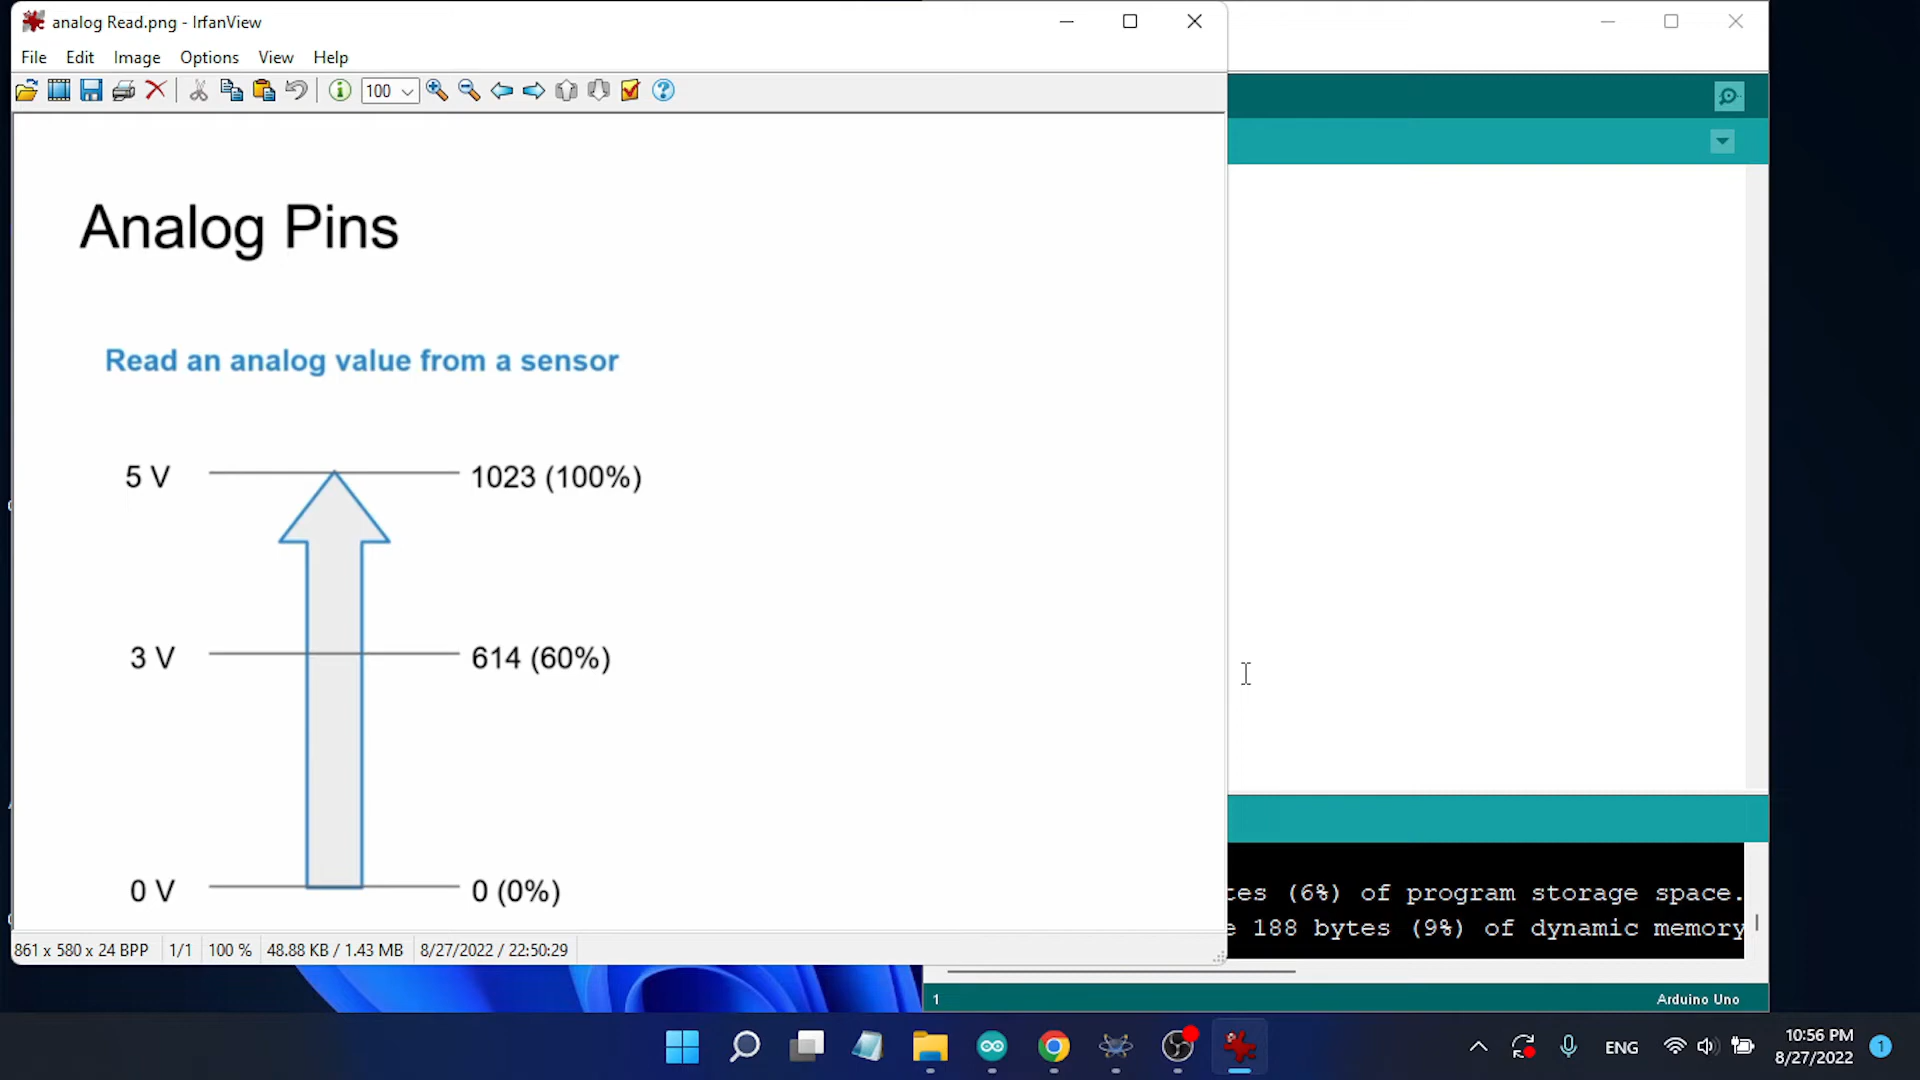 analog Read.png - IrfanView
File Edit Image Options View Help
100
Analog Pins
Read an analog value from a sensor
5 V 1023 (100%)
3 V 614 (60%)
0 V 0 (0%)
861 x 580 x 24 BPP 1/1 100 % 48.88 KB / 1.43 MB 8/27/2022 / 22:50:29
tes (6%) of program storage space.
e 188 bytes (9%) of dynamic memory
1 Arduino Uno
ENG 10:56 PM 1
8/27/2022